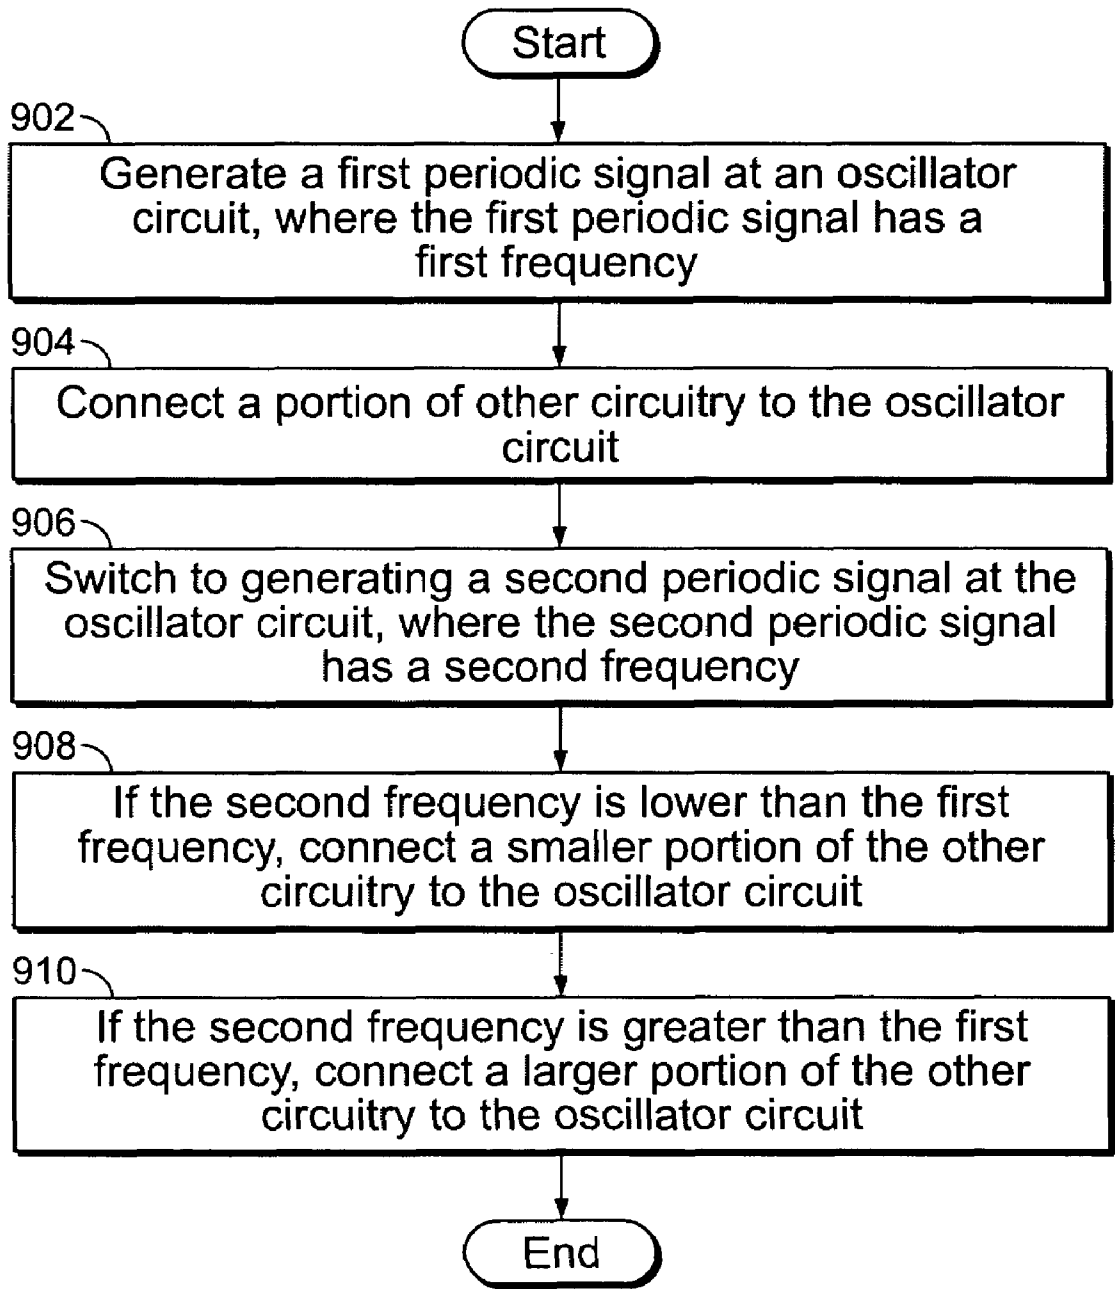 Start
902
Generate a first periodic signal at an oscillator
circuit, where the first periodic signal has a
first frequency
904
Connect a portion of other circuitry to the oscillator
circuit
906
Switch to generating a second periodic signal at the
oscillator circuit, where the second periodic signal
has a second frequency
908
If the second frequency is lower than the first
frequency, connect a smaller portion of the other
circuitry to the oscillator circuit
910
If the second frequency is greater than the first
frequency, connect a larger portion of the other
circuitry to the oscillator circuit
End